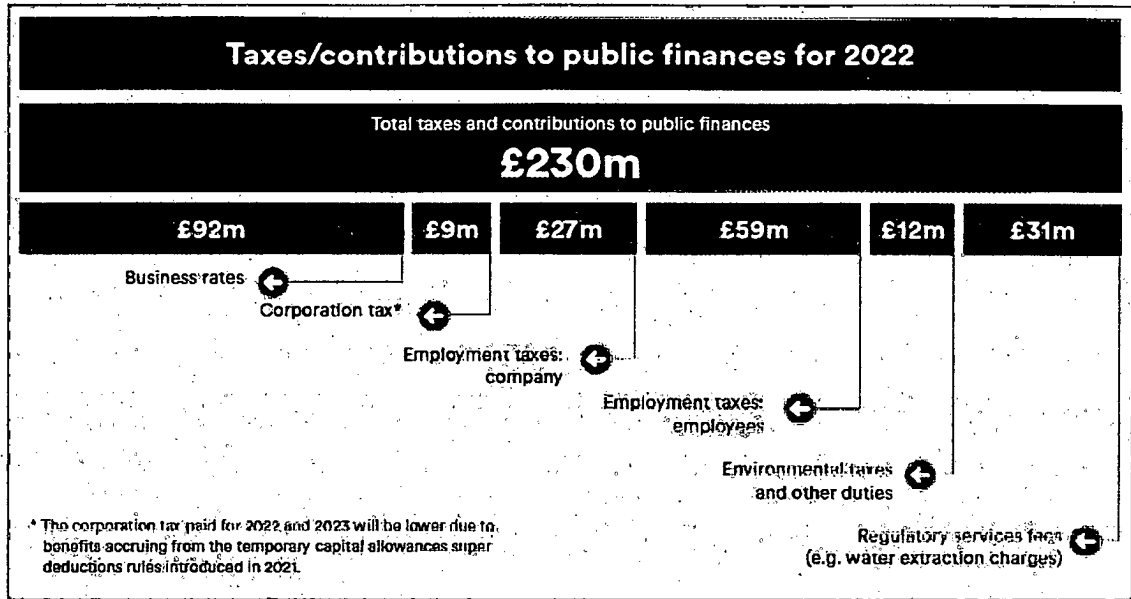 Taxes/contributions to public finances for 2022
Total taxes and contributions to public finances
£230m
£92m
£9m
£27m
£59m
£12m
£31m
Business rates
Corporation tax*
Employment taxes:
company
Employment taxes:
employees
Environmental taxes
and other duties
Regulatory services fees
(e.g. water extraction charges)
* The corporation tax paid for 2022 and 2023 will be lower due to
benefits accruing from the temporary capital allowances super
deductions rules introduced in 2021.